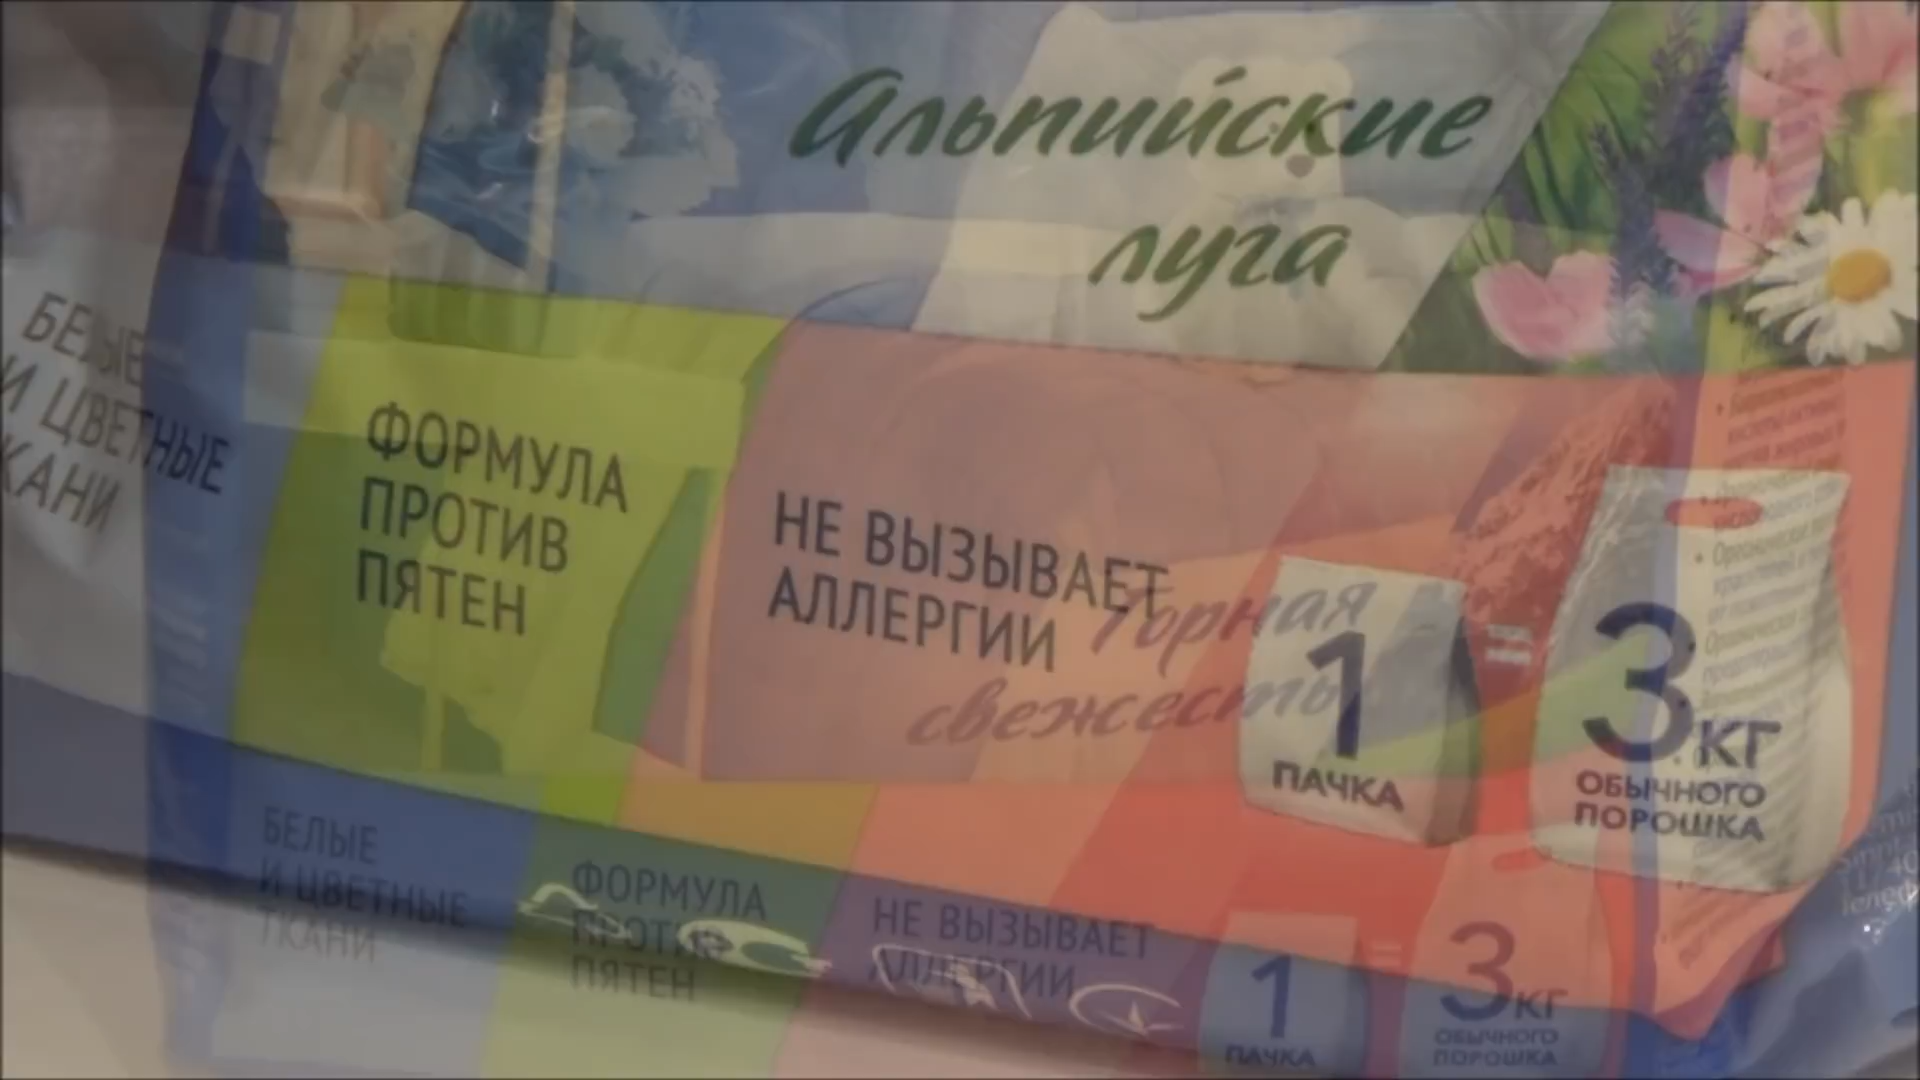 Альпийские
луга
БЕЛЫЕ
И ЦВЕТНЫЕ
ТКАНИ
ФОРМУЛА
ПРОТИВ
ПЯТЕН
НЕ ВЫЗЫВАЕТ
АЛЛЕРГИИ
Горная
свежесть
1
ПАЧКА
=
3 КГ
ОБЫЧНОГО
ПОРОШКА
БЕЛЫЕ
И ЦВЕТНЫЕ
ТКАНИ
ФОРМУЛА
ПРОТИВ
ПЯТЕН
НЕ ВЫЗЫВАЕТ
АЛЛЕРГИИ
1
ПАЧКА
=
3 КГ
ОБЫЧНОГО
ПОРОШКА